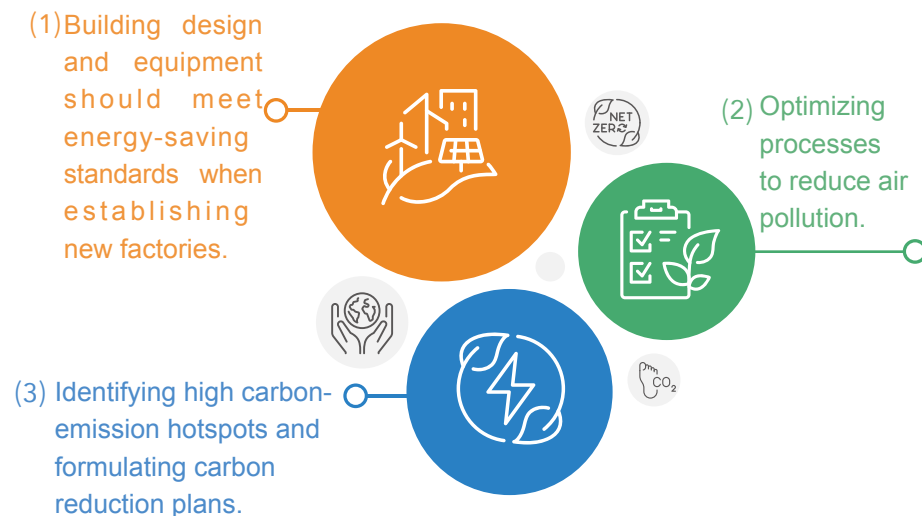 (1) Building design
and equipment
should meet
energy-saving
standards when
establishing
new factories.
NET
ZER
(2) Optimizing
processes
to reduce air
pollution.
CO₂
(3) Identifying high carbon-
emission hotspots and
formulating carbon
reduction plans.